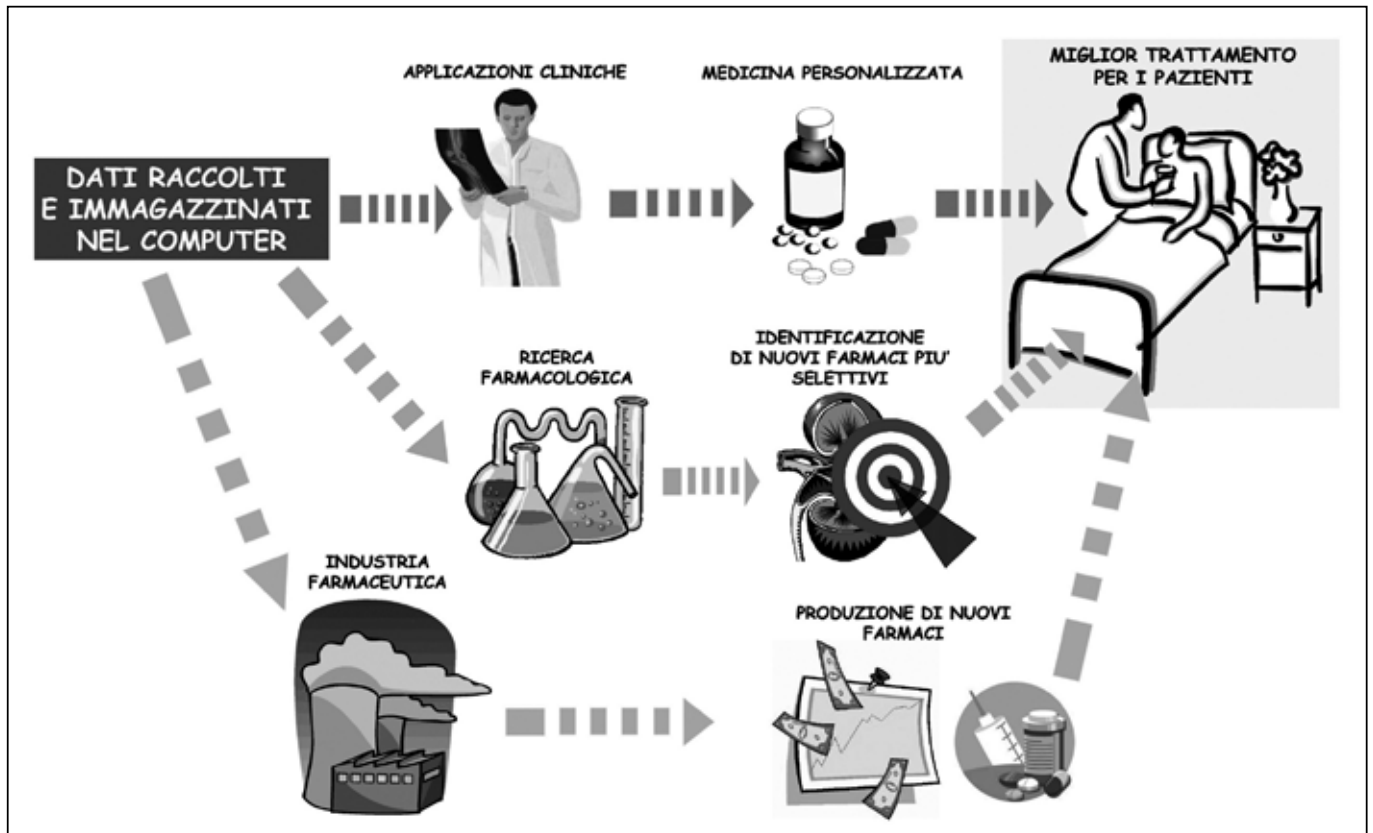 APPLICAZIONI CLINICHE
MEDICINA PERSONALIZZATA
MIGLIOR TRATTAMENTO
PER I PAZIENTI
DATI RACCOLTI
E IMMAGAZZINATI
NEL COMPUTER
RICERCA
FARMACOLOGICA
IDENTIFICAZIONE
DI NUOVI FARMACI PIU'
SELETTIVI
INDUSTRIA
FARMACEUTICA
PRODUZIONE DI NUOVI
FARMACI